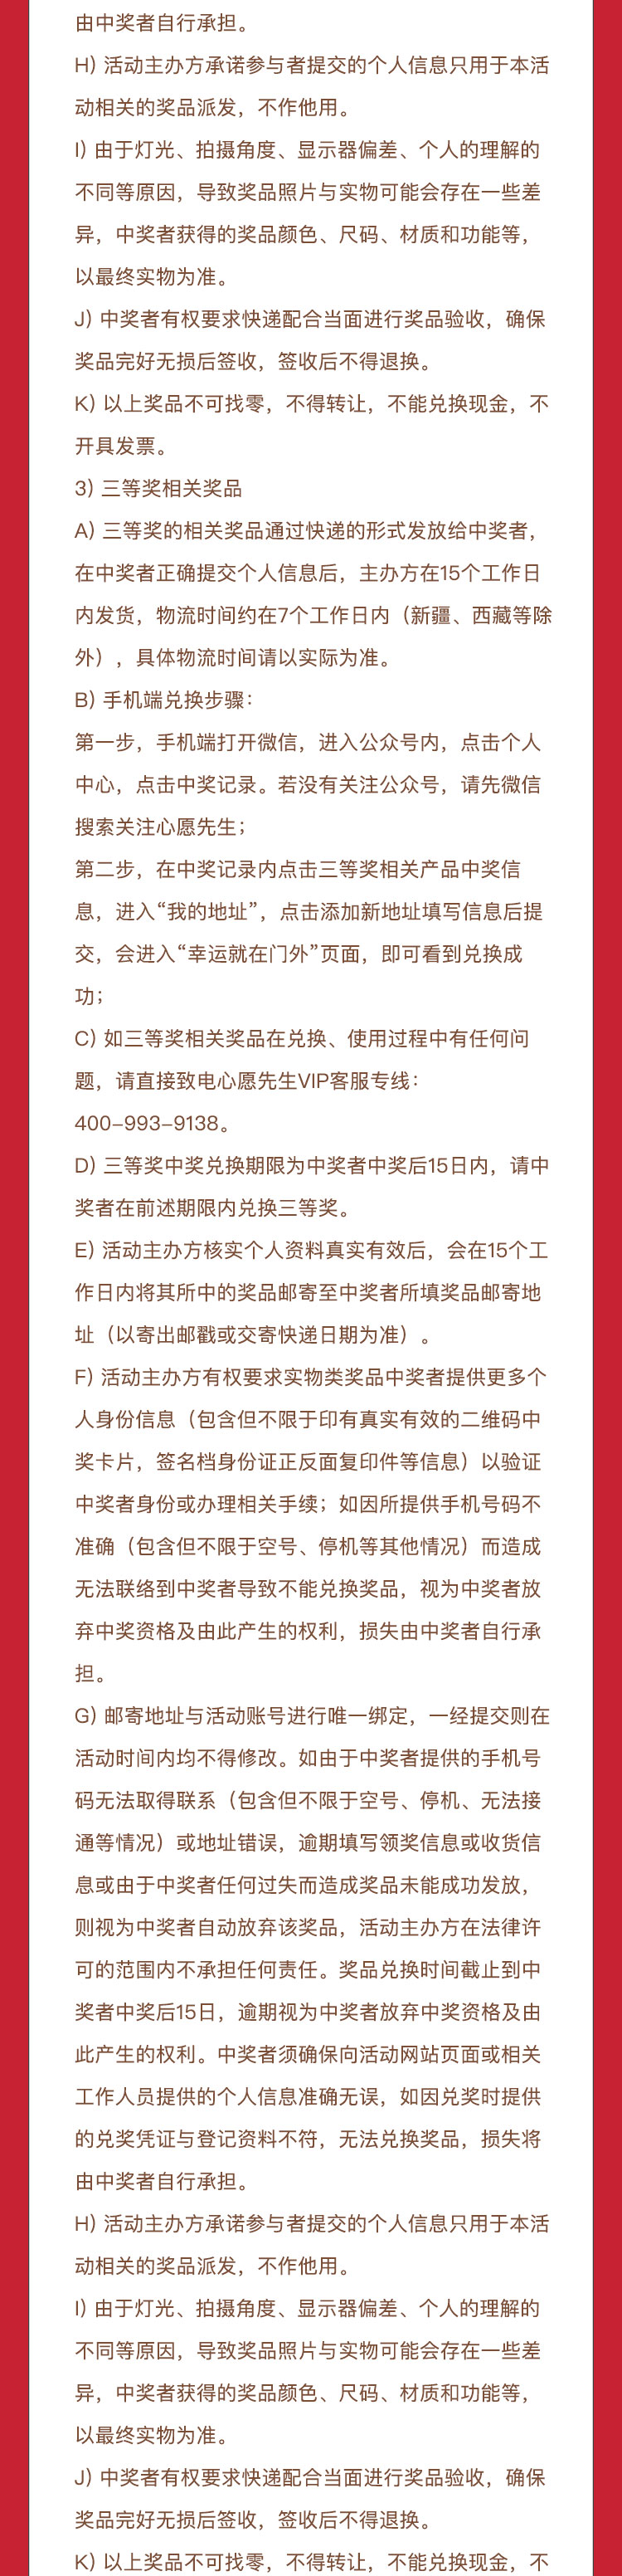 由中奖者自行承担。
H) 活动主办方承诺参与者提交的个人信息只用于本活
动相关的奖品派发，不作他用。
I) 由于灯光、拍摄角度、显示器偏差、个人的理解的
不同等原因，导致奖品照片与实物可能会存在一些差
异，中奖者获得的奖品颜色、尺码、材质和功能等，
以最终实物为准。
J) 中奖者有权要求快递配合当面进行奖品验收，确保
奖品完好无损后签收，签收后不得退换。
K) 以上奖品不可找零，不得转让，不能兑换现金，不
开具发票。
3) 三等奖相关奖品
A) 三等奖的相关奖品通过快递的形式发放给中奖者，
在中奖者正确提交个人信息后，主办方在15个工作日
内发货，物流时间约在7个工作日内（新疆、西藏等除
外），具体物流时间请以实际为准。
B) 手机端兑换步骤：
第一步，手机端打开微信，进入公众号内，点击个人
中心，点击中奖记录。若没有关注公众号，请先微信
搜索关注心愿先生；
第二步，在中奖记录内点击三等奖相关产品中奖信
息，进入“我的地址”，点击添加新地址填写信息后提
交，会进入“幸运就在门外”页面，即可看到兑换成
功；
C) 如三等奖相关奖品在兑换、使用过程中有任何问
题，请直接致电心愿先生VIP客服专线：
400-993-9138。
D) 三等奖中奖兑换期限为中奖者中奖后15日内，请中
奖者在前述期限内兑换三等奖。
E) 活动主办方核实个人资料真实有效后，会在15个工
作日内将其所中的奖品邮寄至中奖者所填奖品邮寄地
址（以寄出邮戳或交寄快递日期为准）。
F) 活动主办方有权要求实物类奖品中奖者提供更多个
人身份信息（包含但不限于印有真实有效的二维码中
奖卡片，签名档身份证正反面复印件等信息）以验证
中奖者身份或办理相关手续；如因所提供手机号码不
准确（包含但不限于空号、停机等其他情况）而造成
无法联络到中奖者导致不能兑换奖品，视为中奖者放
弃中奖资格及由此产生的权利，损失由中奖者自行承
担。
G) 邮寄地址与活动账号进行唯一绑定，一经提交则在
活动时间内均不得修改。如由于中奖者提供的手机号
码无法取得联系（包含但不限于空号、停机、无法接
通等情况）或地址错误，逾期填写领奖信息或收货信
息或由于中奖者任何过失而造成奖品未能成功发放，
则视为中奖者自动放弃该奖品，活动主办方在法律许
可的范围内不承担任何责任。奖品兑换时间截止到中
奖者中奖后15日，逾期视为中奖者放弃中奖资格及由
此产生的权利。中奖者须确保向活动网站页面或相关
工作人员提供的个人信息准确无误，如因兑奖时提供
的兑奖凭证与登记资料不符，无法兑换奖品，损失将
由中奖者自行承担。
H) 活动主办方承诺参与者提交的个人信息只用于本活
动相关的奖品派发，不作他用。
I) 由于灯光、拍摄角度、显示器偏差、个人的理解的
不同等原因，导致奖品照片与实物可能会存在一些差
异，中奖者获得的奖品颜色、尺码、材质和功能等，
以最终实物为准。
J) 中奖者有权要求快递配合当面进行奖品验收，确保
奖品完好无损后签收，签收后不得退换。
K) 以上奖品不可找零，不得转让，不能兑换现金，不